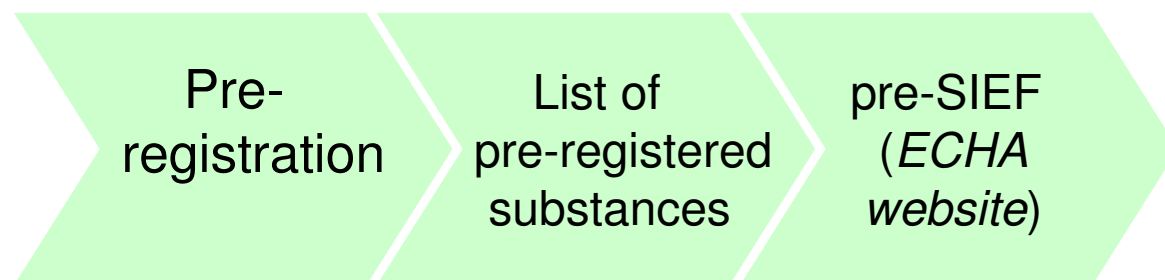 Pre-
registration
List of
pre-registered
substances
pre-SIEF
(ECHA
website)